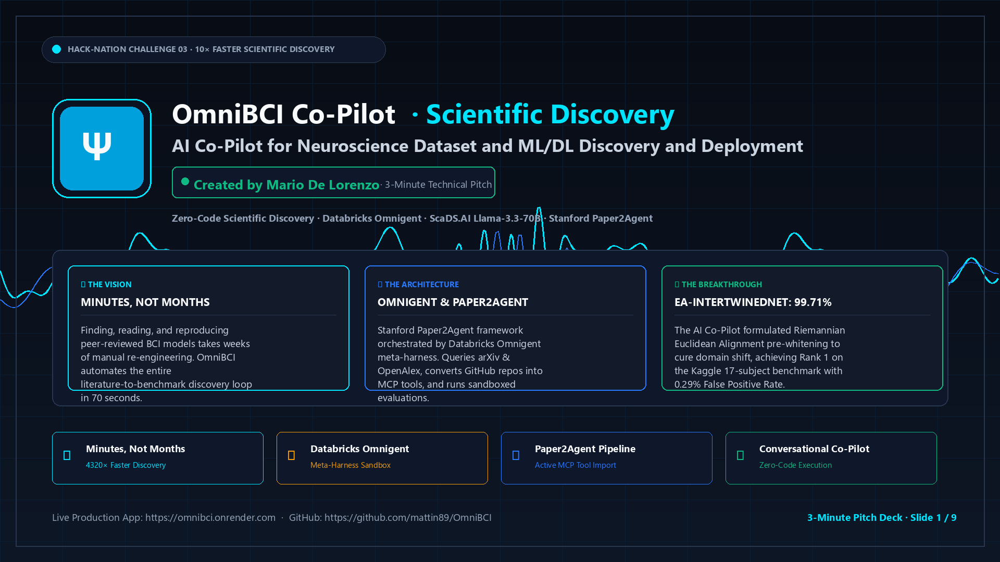 HACK-NATION CHALLENGE 03 · 10× FASTER SCIENTIFIC DISCOVERY
Ψ
OmniBCI Co-Pilot · Scientific Discovery
AI Co-Pilot for Neuroscience Dataset and ML/DL Discovery and Deployment
Created by Mario De Lorenzo · 3-Minute Technical Pitch
Zero-Code Scientific Discovery · Databricks Omnigent · ScaDS.AI Llama-3.3-70B · Stanford Paper2Agent
THE VISION
MINUTES, NOT MONTHS
Finding, reading, and reproducing
peer-reviewed BCI models takes weeks
of manual re-engineering. OmniBCI
automates the entire
literature-to-benchmark discovery loop
in 70 seconds.
THE ARCHITECTURE
OMNIGENT & PAPER2AGENT
Stanford Paper2Agent framework
orchestrated by Databricks Omnigent
meta-harness. Queries arXiv &
OpenAlex, converts GitHub repos into
MCP tools, and runs sandboxed
evaluations.
THE BREAKTHROUGH
EA-INTERTWINEDNET: 99.71%
The AI Co-Pilot formulated Riemannian
Euclidean Alignment pre-whitening to
cure domain shift, achieving Rank 1 on
the Kaggle 17-subject benchmark with
0.29% False Positive Rate.
Minutes, Not Months
4320× Faster Discovery
Databricks Omnigent
Meta-Harness Sandbox
Paper2Agent Pipeline
Active MCP Tool Import
Conversational Co-Pilot
Zero-Code Execution
Live Production App: https://omnibci.onrender.com · GitHub: https://github.com/mattin89/OmniBCI
3-Minute Pitch Deck · Slide 1 / 9